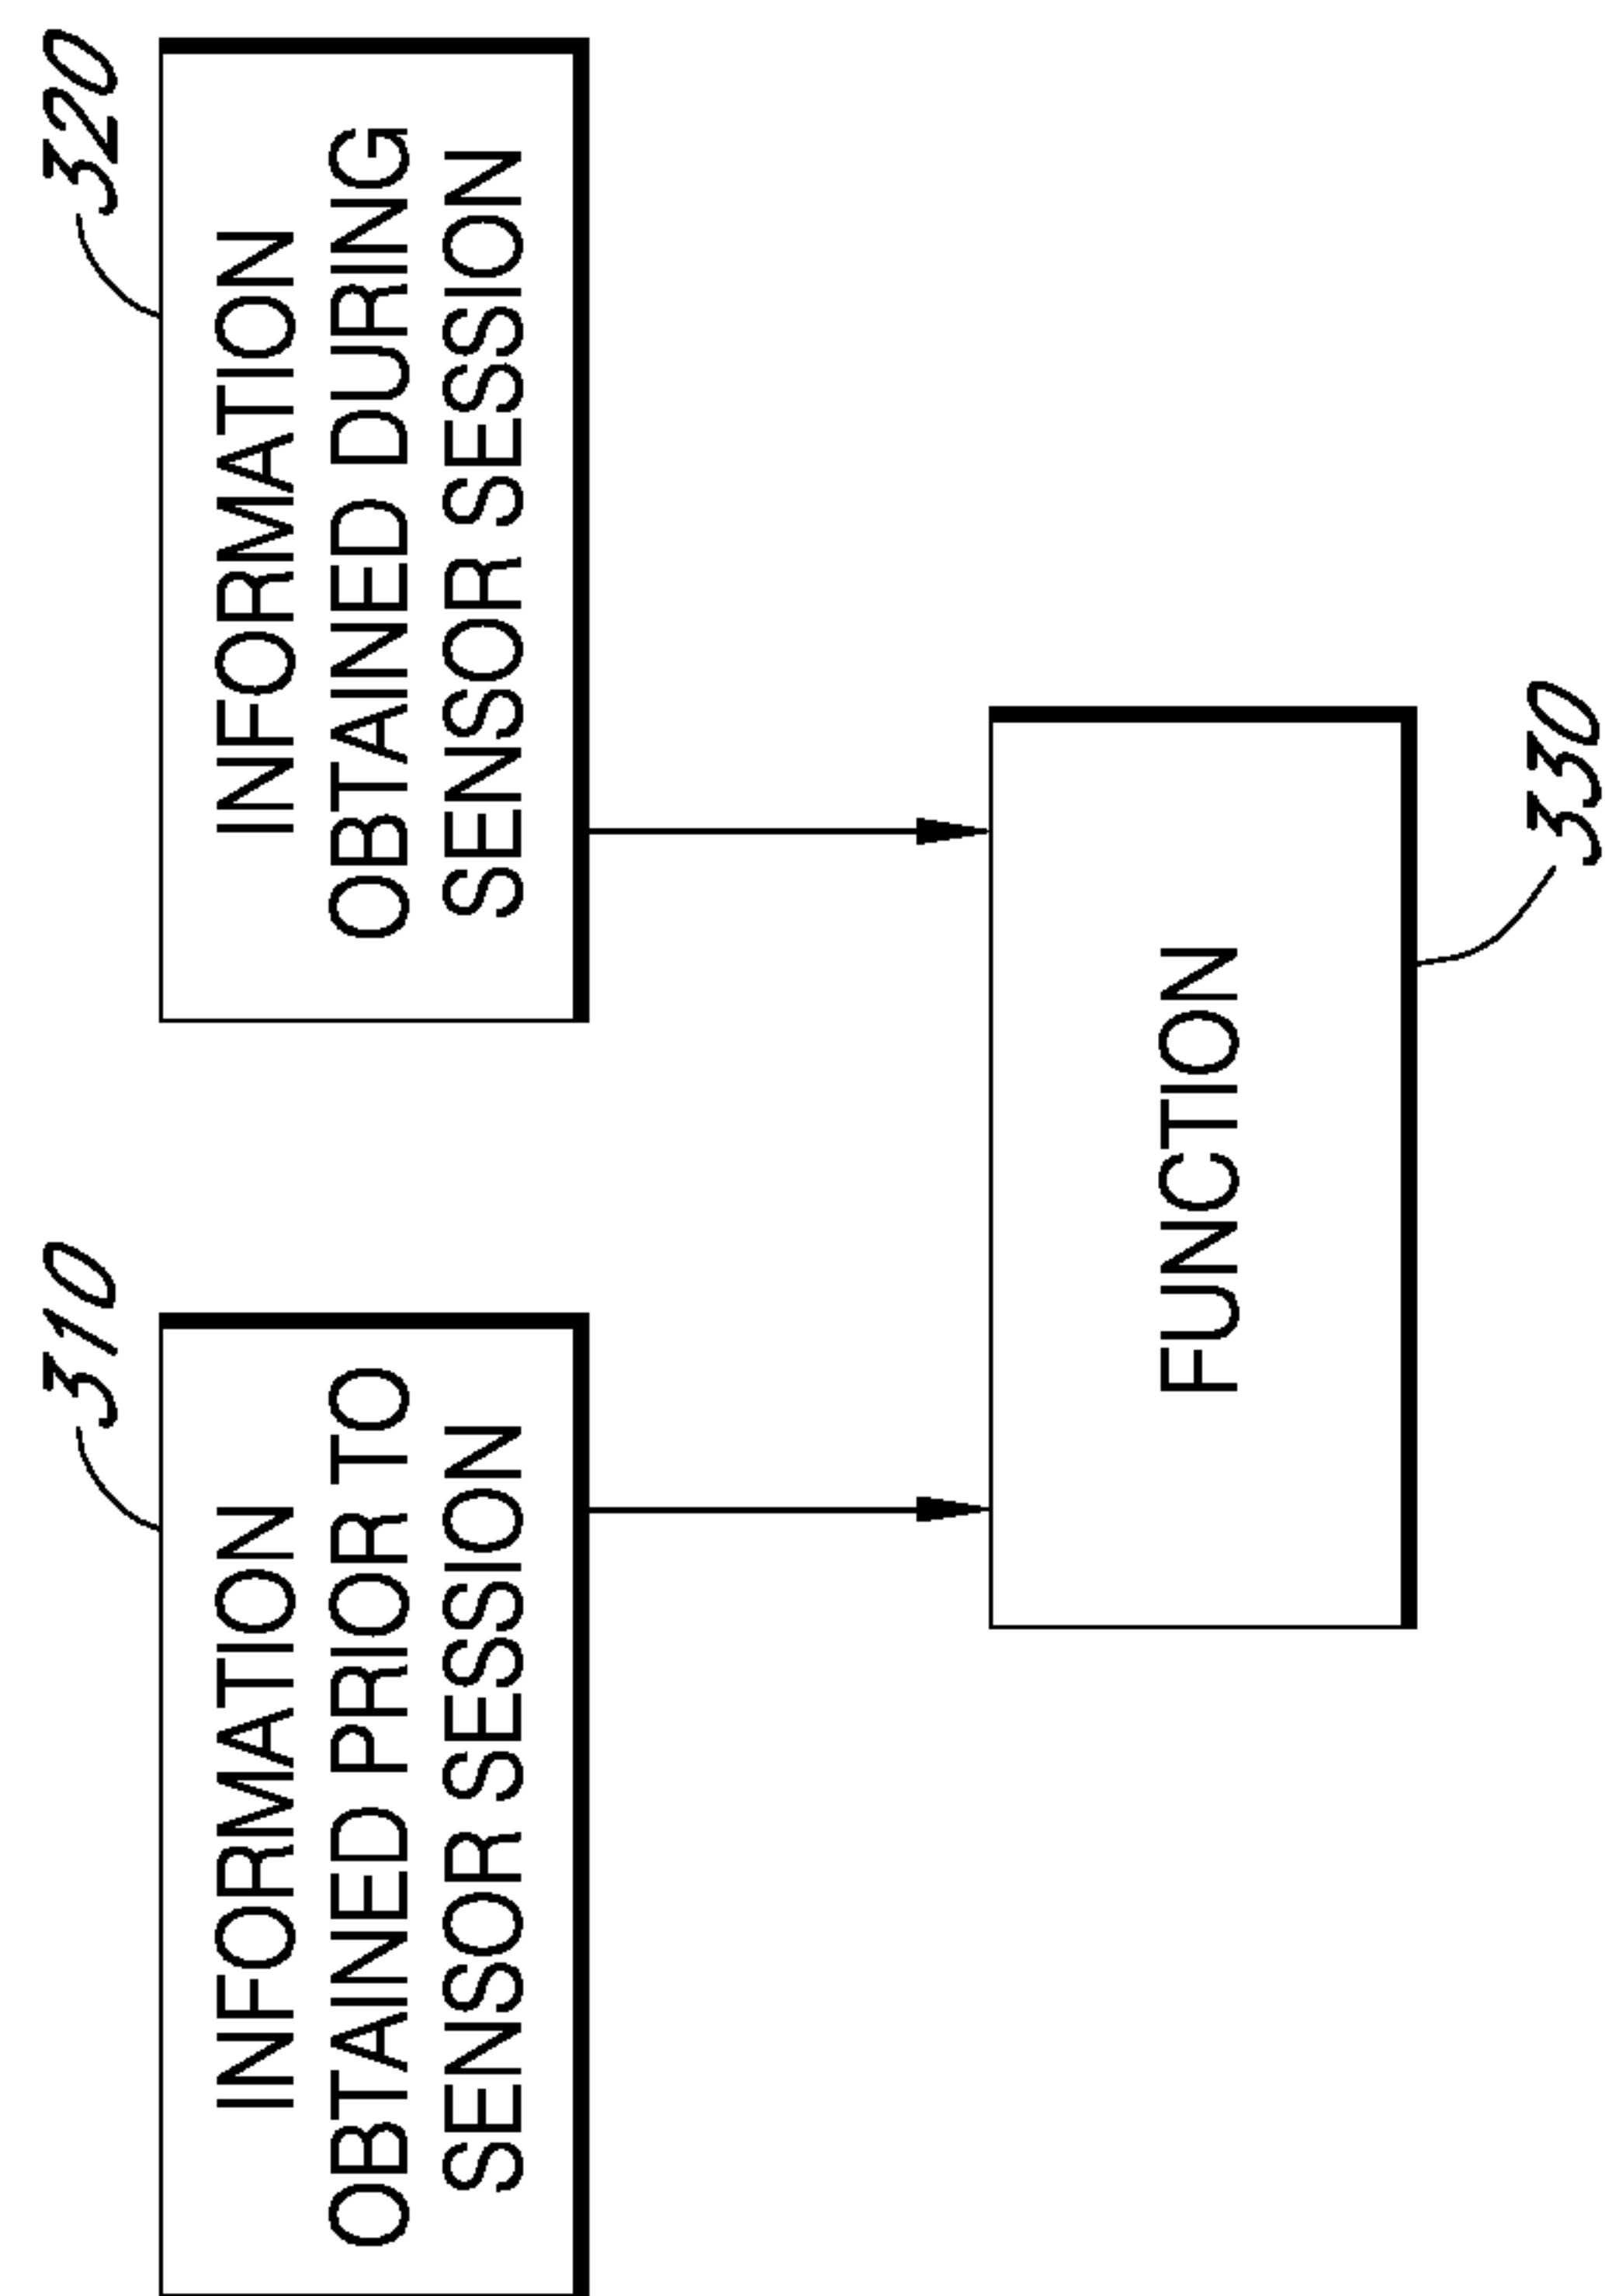 310
INFORMATION
OBTAINED PRIOR TO
SENSOR SESSION
320
INFORMATION
OBTAINED DURING
SENSOR SESSION
FUNCTION
330